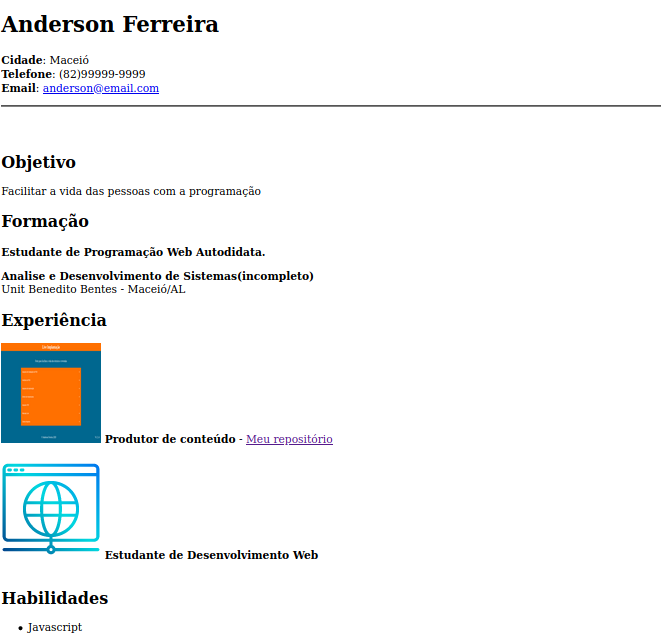 Anderson Ferreira
Cidade: Maceió
Telefone: (82)99999-9999
Email: anderson@email.com
Objetivo
Facilitar a vida das pessoas com a programação
Formação
Estudante de Programação Web Autodidata.
Analise e Desenvolvimento de Sistemas(incompleto)
Unit Benedito Bentes - Maceió/AL
Experiência
Produtor de conteúdo - Meu repositório
Estudante de Desenvolvimento Web
Habilidades
Javascript